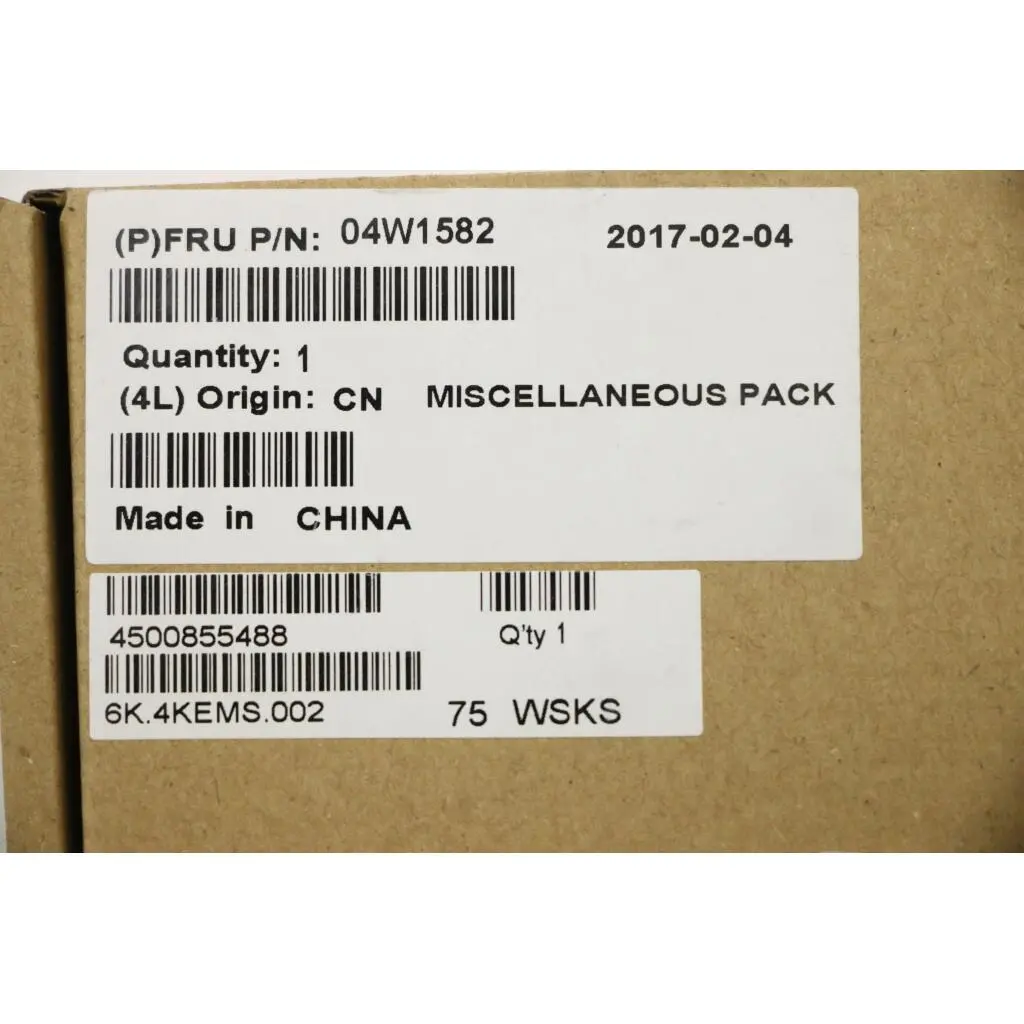 (P)FRU P/N: 04W1582 2017-02-04
Quantity: 1
(4L) Origin: CN MISCELLANEOUS PACK
Made in CHINA
4500855488 Q'ty 1
6K.4KEMS.002 75 WSKS